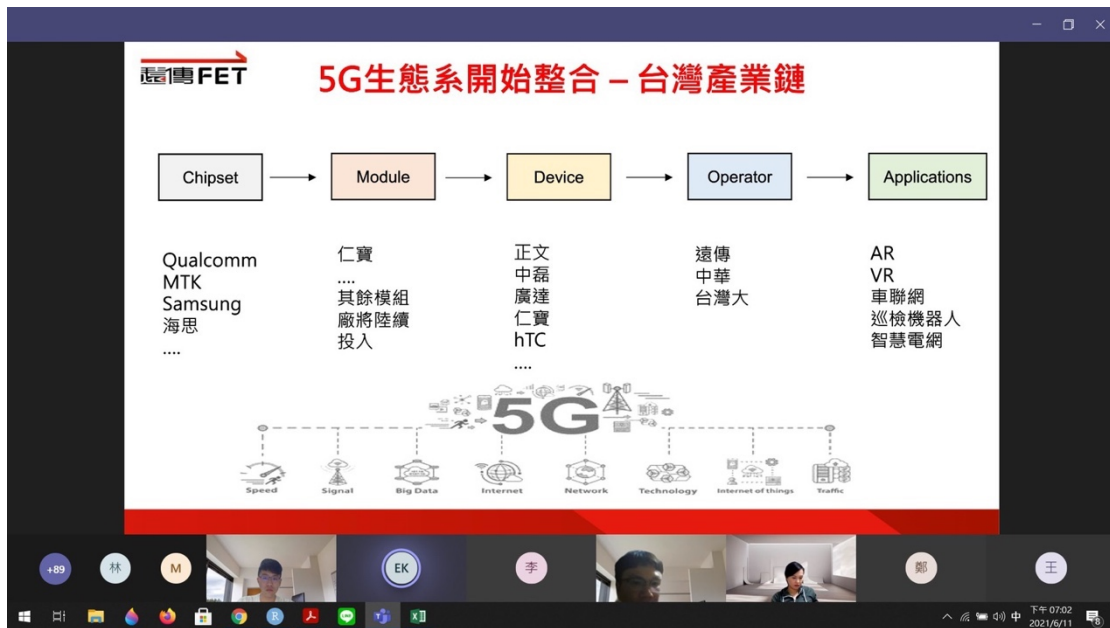 遠傳FET
5G生態系開始整合 – 台灣產業鏈
Chipset
Module
Device
Operator
Applications
Qualcomm
MTK
Samsung
海思
....
仁寶
....
其餘模組
廠將陸續
投入
正文
中磊
廣達
仁寶
hTC
....
遠傳
中華
台灣大
AR
VR
車聯網
巡檢機器人
智慧電網
5G
Speed
Signal
Big Data
Internet
Network
Technology
Internet of things
Traffic
+89
林
M
EK
李
鄭
王
中
下午 07:02
2021/6/11